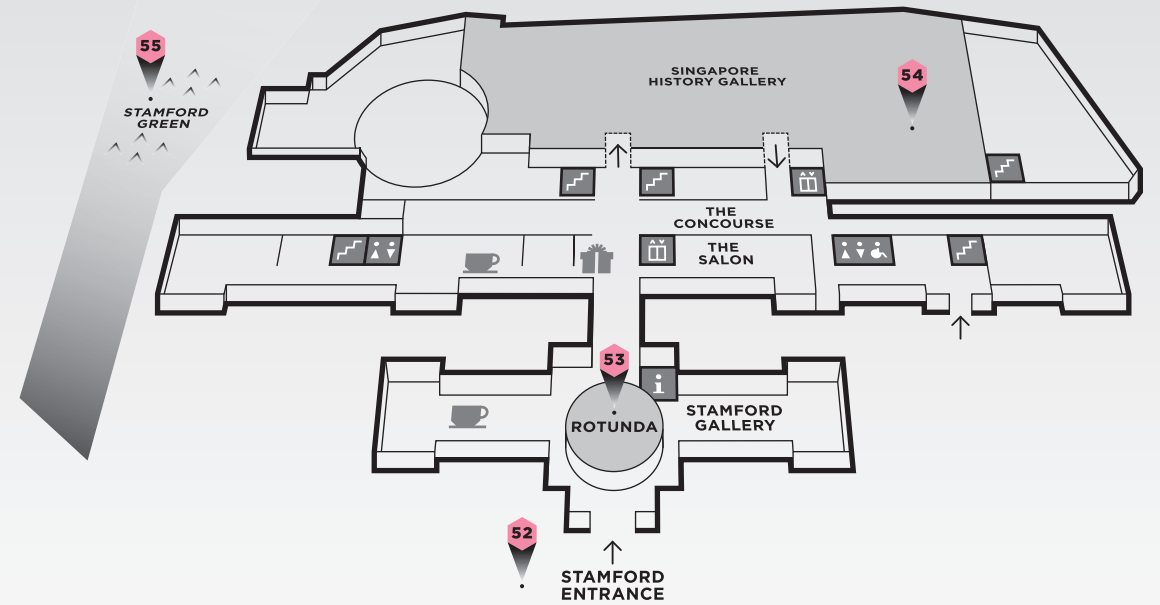 55
STAMFORD
GREEN
SINGAPORE
HISTORY GALLERY
54
THE
CONCOURSE
THE
SALON
53
i
ROTUNDA
STAMFORD
GALLERY
52
STAMFORD
ENTRANCE